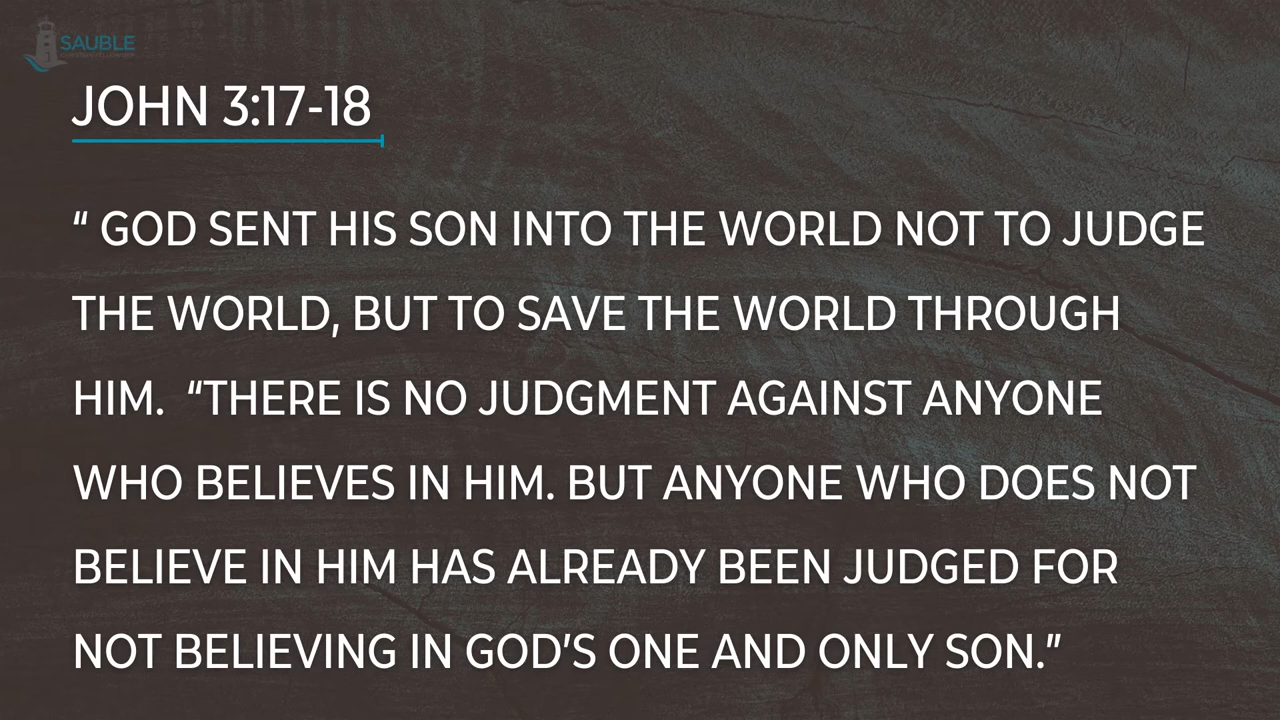 SAUBLE
CHRISTIAN FELLOWSHIP
JOHN 3:17-18
“ GOD SENT HIS SON INTO THE WORLD NOT TO JUDGE
THE WORLD, BUT TO SAVE THE WORLD THROUGH
HIM.  “THERE IS NO JUDGMENT AGAINST ANYONE
WHO BELIEVES IN HIM. BUT ANYONE WHO DOES NOT
BELIEVE IN HIM HAS ALREADY BEEN JUDGED FOR
NOT BELIEVING IN GOD’S ONE AND ONLY SON.”